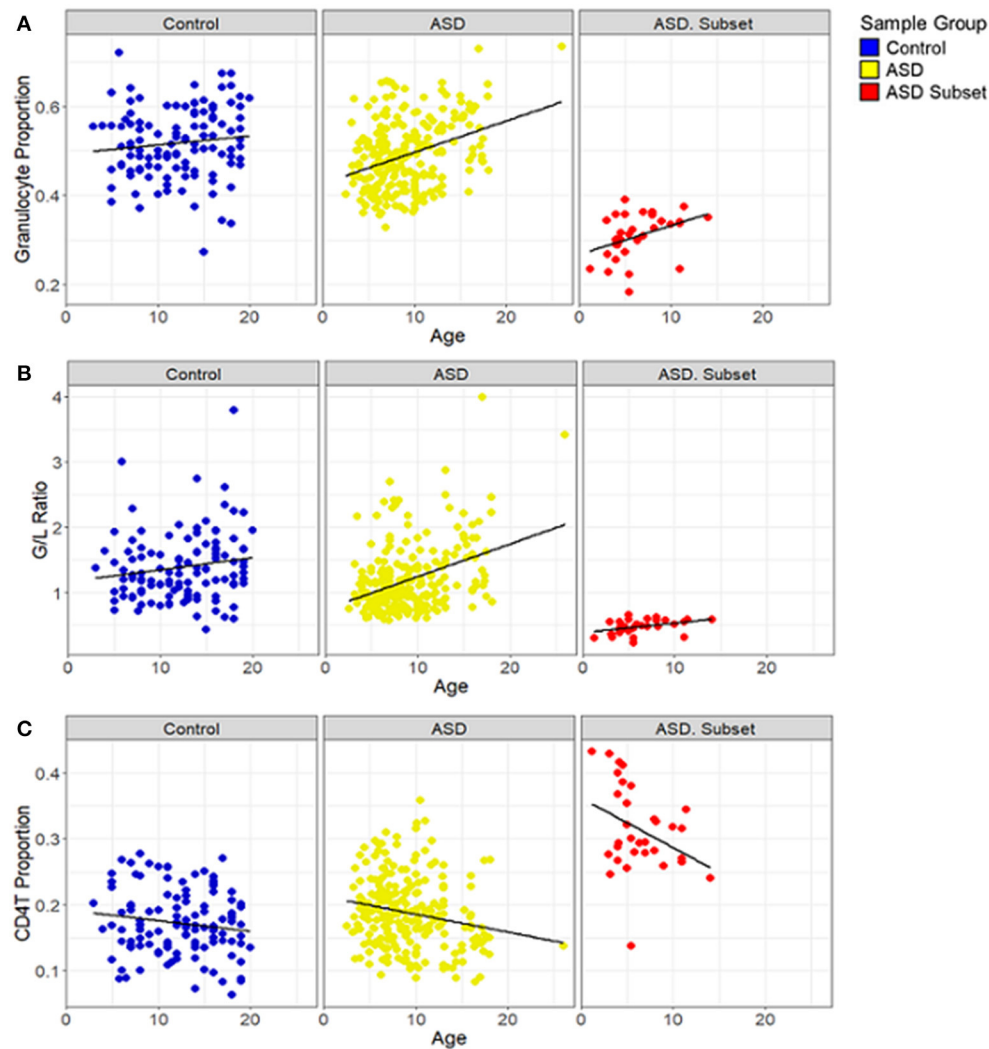 A
Control ASD ASD. Subset
Sample Group
Control
ASD
ASD Subset
Granulocyte Proportion
0.6
0.4
0.2
0 10 20 0 10 20 0 10 20
Age
B
Control ASD ASD. Subset
G/L Ratio
4
3
2
1
0 10 20 0 10 20 0 10 20
Age
C
Control ASD ASD. Subset
CD4T Proportion
0.4
0.3
0.2
0.1
0 10 20 0 10 20 0 10 20
Age